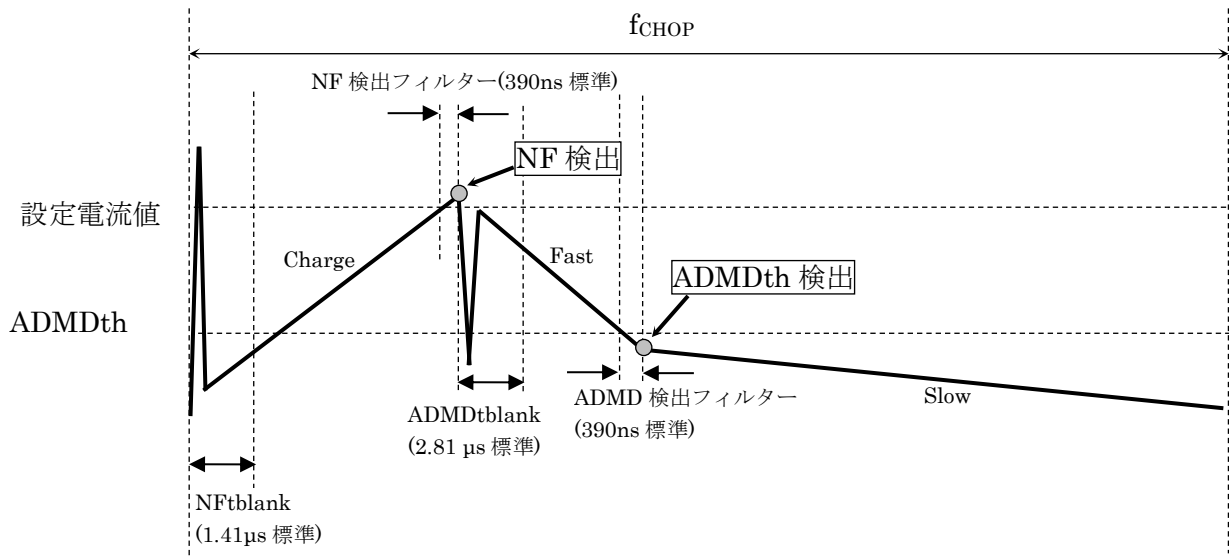 fCHOP
NF 検出フィルター(390ns 標準)
NF 検出
設定電流値
Charge
Fast
ADMDth 検出
ADMDth
ADMDtblank
(2.81 μs 標準)
ADMD 検出フィルター
(390ns 標準)
Slow
NFtblank
(1.41μs 標準)